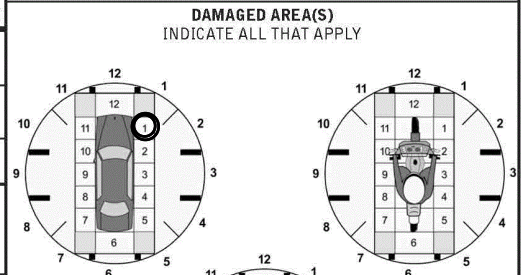 DAMAGED AREA(S)
INDICATE ALL THAT APPLY
12 12
11 1 11 1
12 12
10 11 1 2 10 11 1 2
10 2 10 2
9 9 3 3 9 9 3 3
8 4 8 4
8 7 5 4 8 7 5 4
6 6
7 5 7 5
6 12 6
11 1